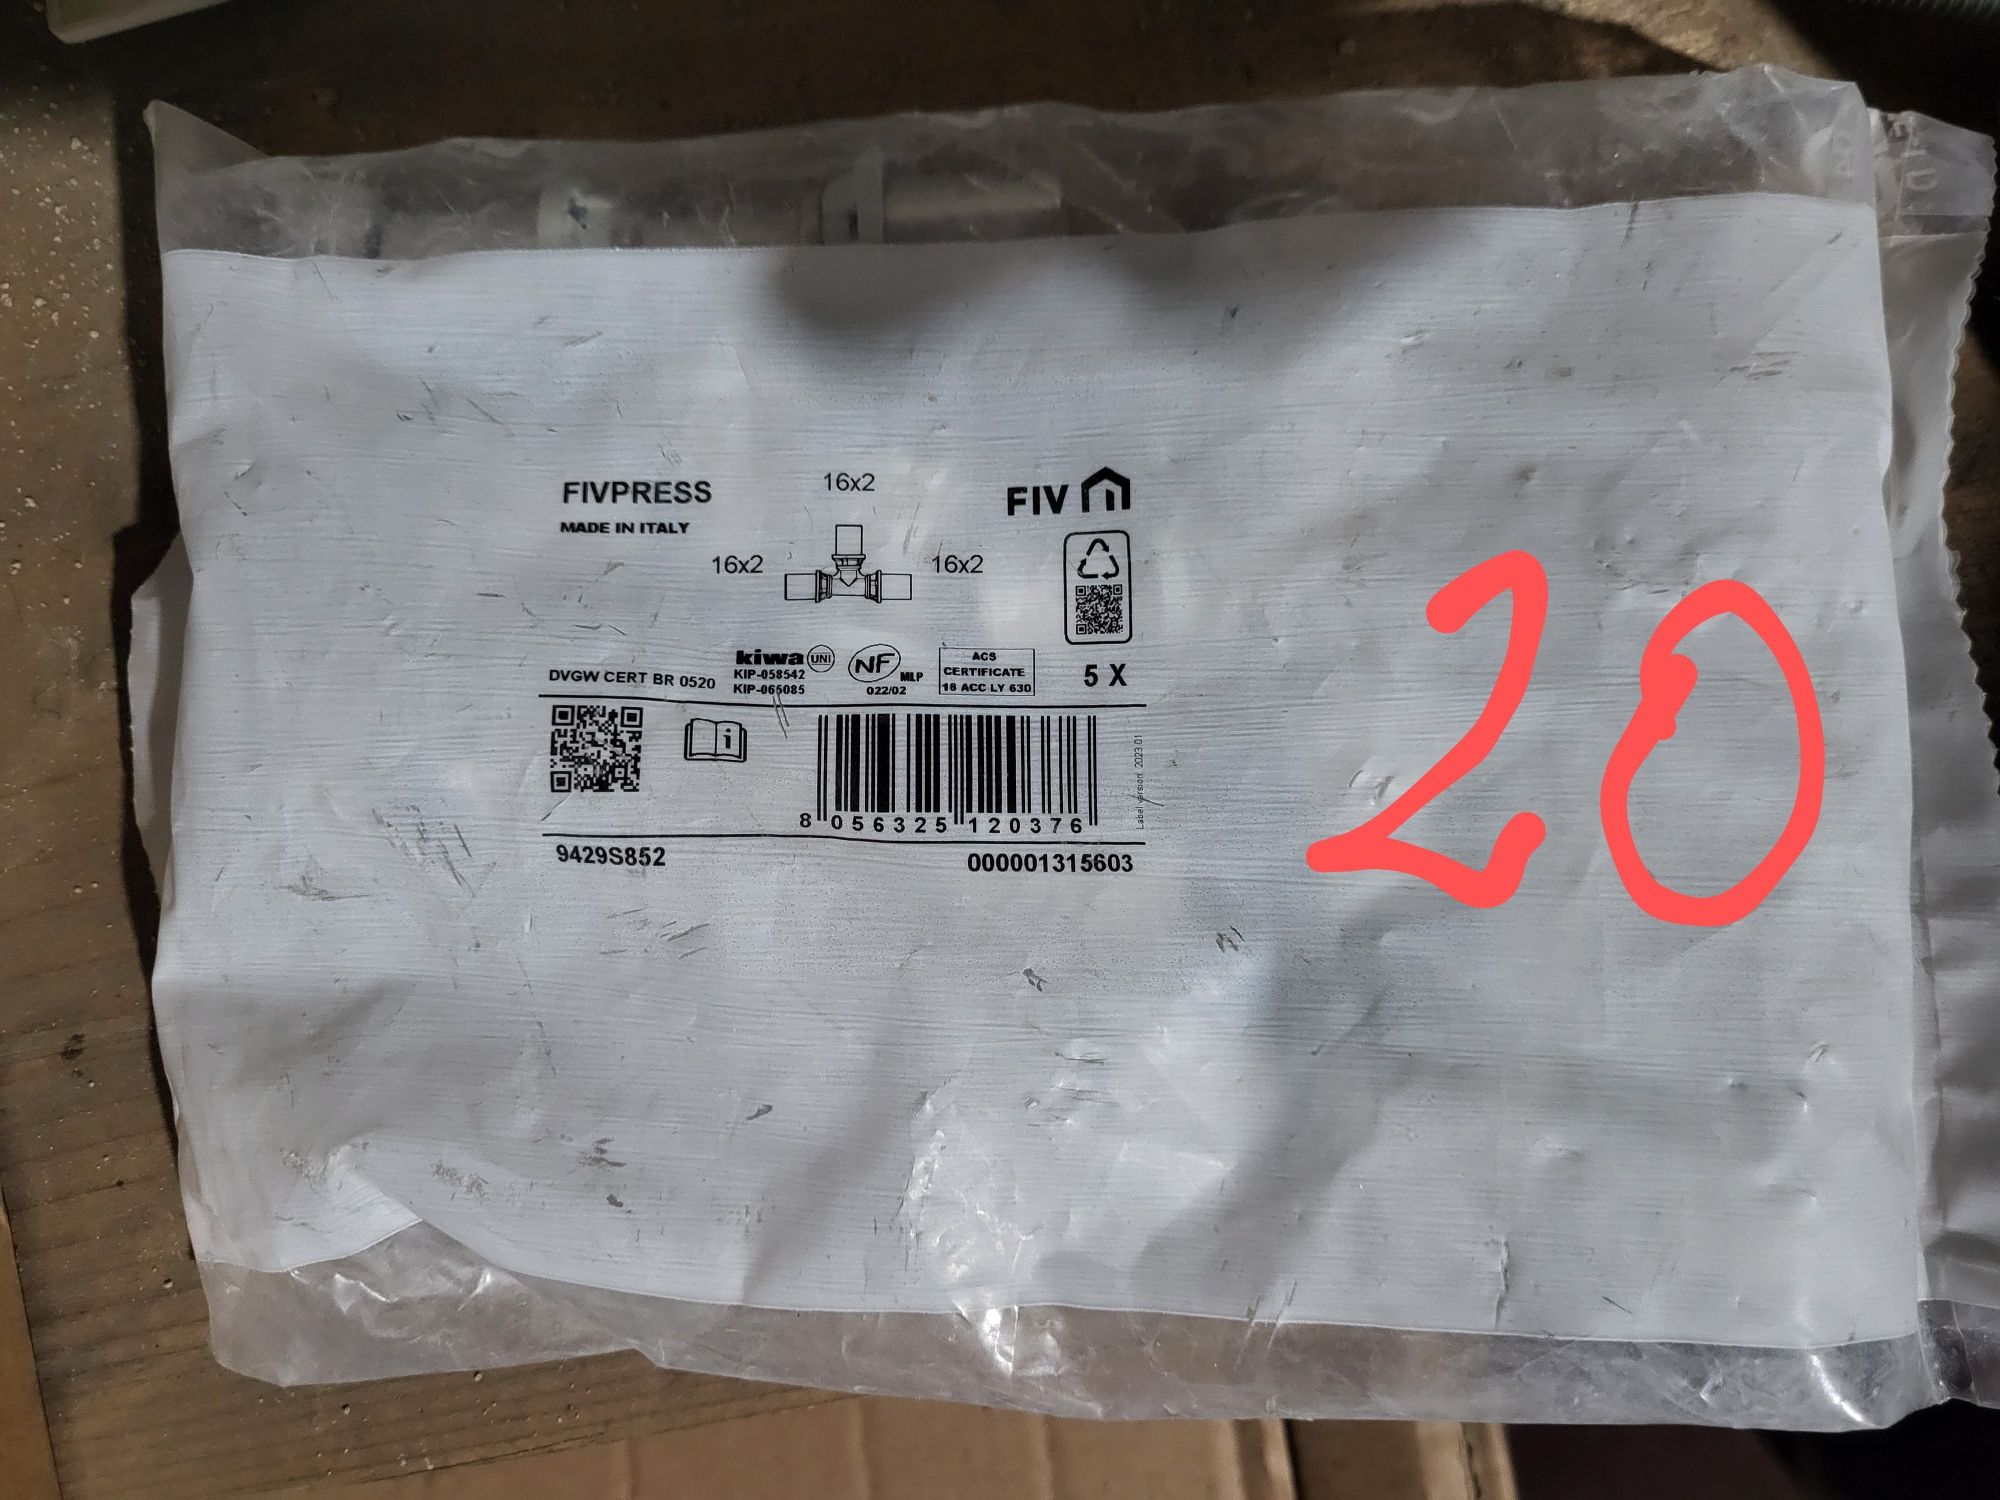 FIVPRESS
MADE IN ITALY
16x2
16x2
16x2
FIV
DVGW CERT BR 0520
kiwa UNI
KIP-058542
KIP-065085
NF
MLP
022/02
ACS
CERTIFICATE
18 ACC LY 630
5 X
i
8 056325 120376
Label version 2023.01
9429S852
000001315603
20